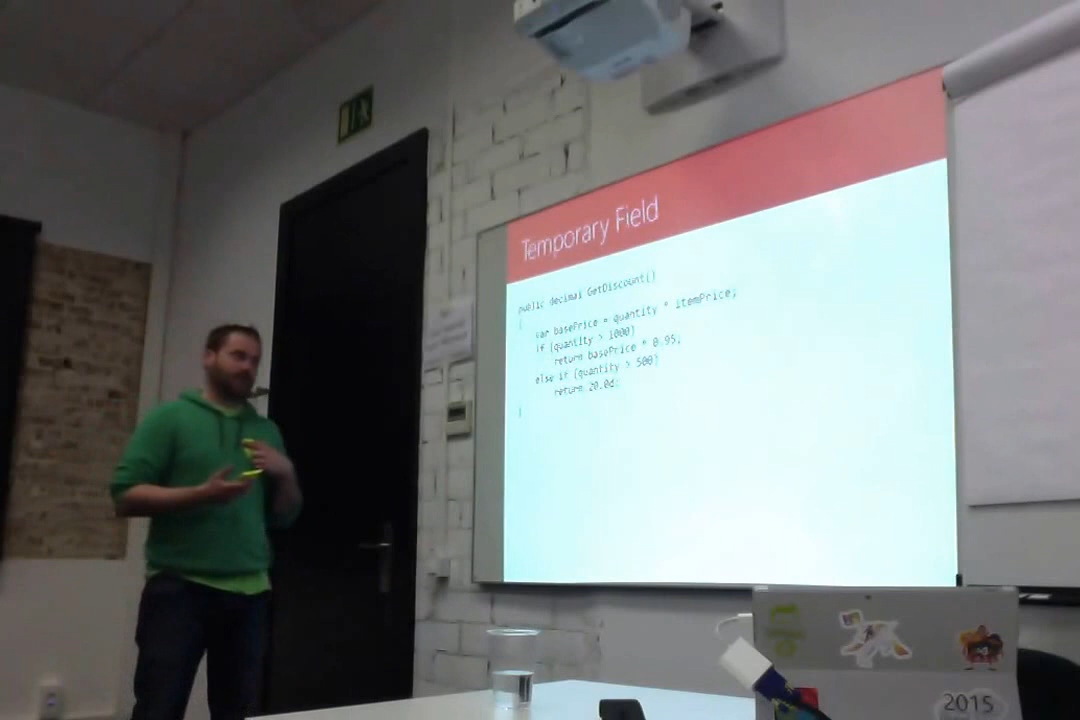 Temporary Field
public decimal GetDiscount()
{
var basePrice = quantity * itemPrice;
if (quantity > 1000)
return basePrice * 0.95;
else if (quantity > 500)
return 20.0d;
}
2015